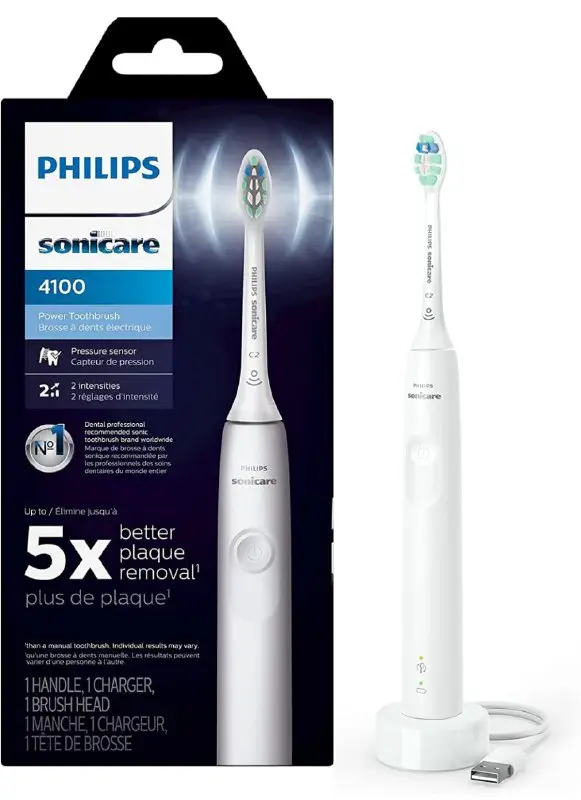 PHILIPS
sonicare
4100
Power Toothbrush
Brosse à dents électrique
Pressure sensor
Capteur de pression
2 intensities
2 réglages d'intensité
Nº1
Dental professional
recommended sonic
toothbrush brand worldwide
Marque de brosse à dents
sonique recommandée par
les professionnels des soins
dentaires du monde entier
Up to / Élimine jusqu'à
5x better
plaque
removal¹
plus de plaque¹
¹than a manual toothbrush. Individual results may vary.
¹qu'une brosse à dents manuelle. Les résultats peuvent
varier d'une personne à l'autre.
1 HANDLE, 1 CHARGER,
1 BRUSH HEAD
1 MANCHE, 1 CHARGEUR,
1 TÊTE DE BROSSE
PHILIPS sonicare
C2
PHILIPS
sonicare
PHILIPS sonicare
C2
PHILIPS
sonicare